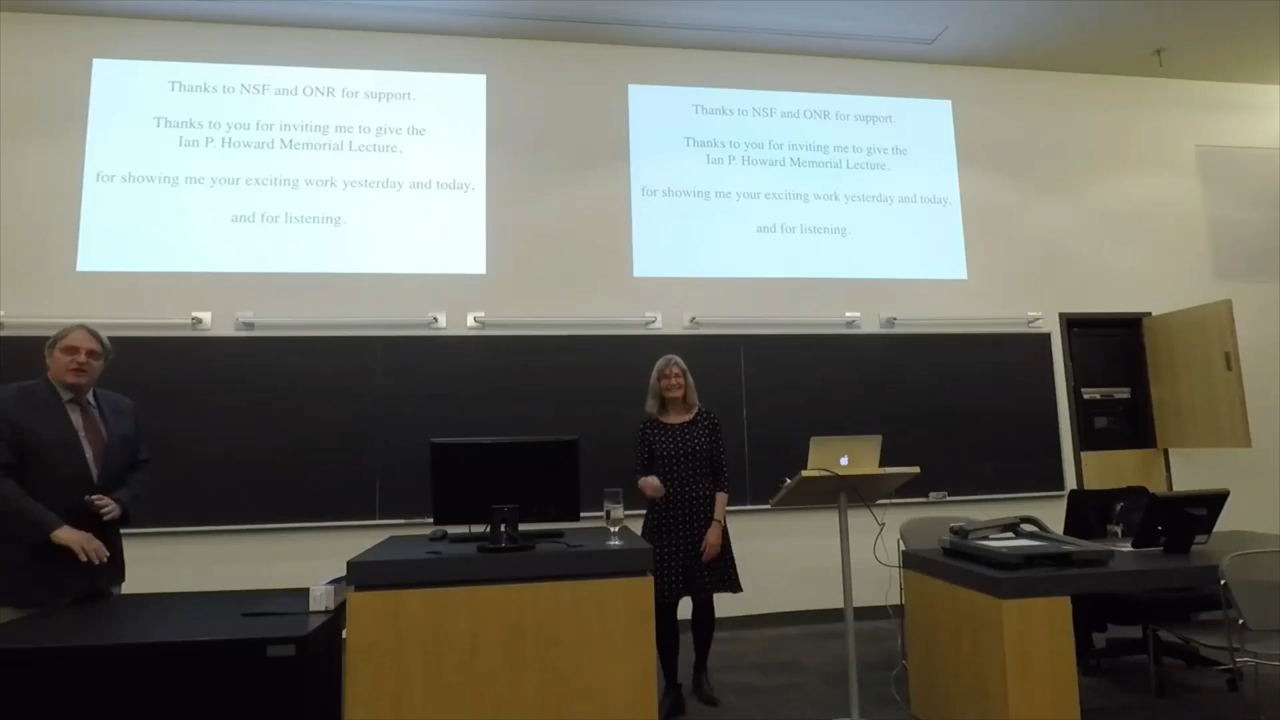 Thanks to NSF and ONR for support.
Thanks to you for inviting me to give the
Ian P. Howard Memorial Lecture,
for showing me your exciting work yesterday and today,
and for listening.
Thanks to NSF and ONR for support.
Thanks to you for inviting me to give the
Ian P. Howard Memorial Lecture,
for showing me your exciting work yesterday and today,
and for listening.